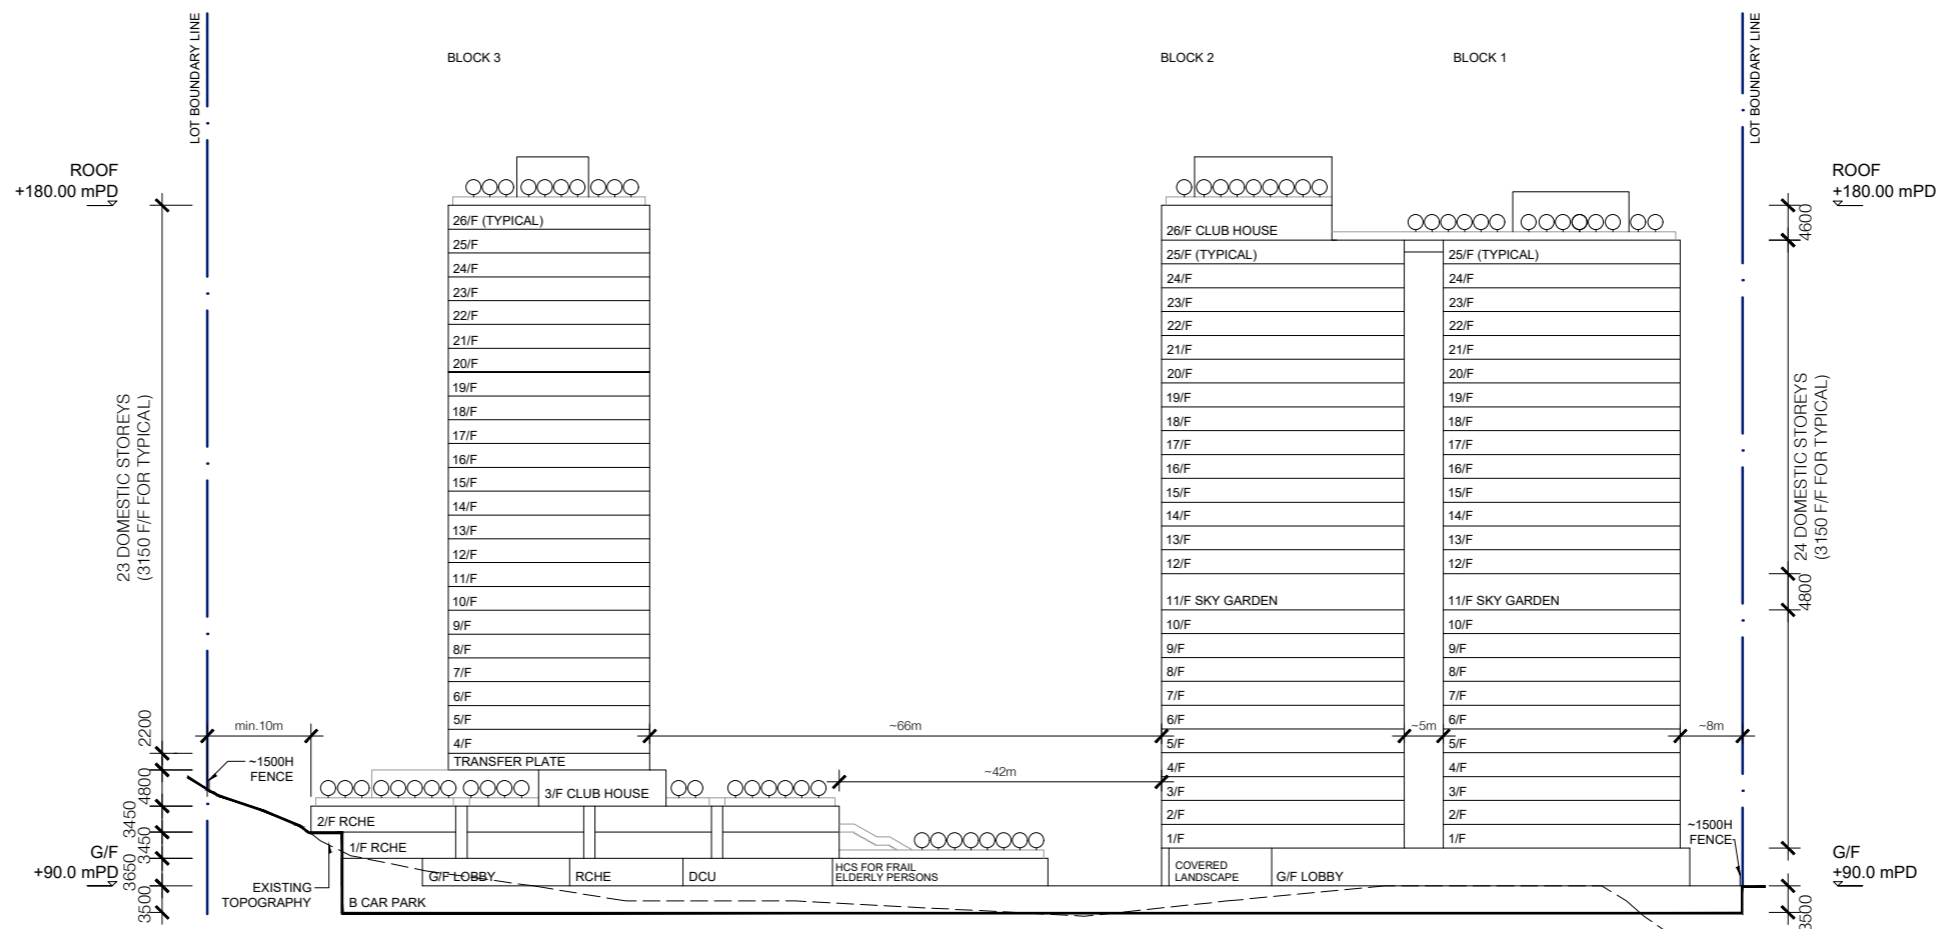 LOT BOUNDARY LINE
BLOCK 3
BLOCK 2
BLOCK 1
LOT BOUNDARY LINE
ROOF
+180.00 mPD
23 DOMESTIC STOREYS
(3150 F/F FOR TYPICAL)
2200
4800
3450
3450
3650
3500
G/F
+90.0 mPD
min.10m
~1500H
FENCE
EXISTING
TOPOGRAPHY
26/F (TYPICAL)
25/F
24/F
23/F
22/F
21/F
20/F
19/F
18/F
17/F
16/F
15/F
14/F
13/F
12/F
11/F
10/F
9/F
8/F
7/F
6/F
5/F
4/F
TRANSFER PLATE
3/F CLUB HOUSE
2/F RCHE
1/F RCHE
G/F LOBBY
RCHE
DCU
HCS FOR FRAIL
ELDERLY PERSONS
B CAR PARK
~66m
~42m
26/F CLUB HOUSE
25/F (TYPICAL)
24/F
23/F
22/F
21/F
20/F
19/F
18/F
17/F
16/F
15/F
14/F
13/F
12/F
11/F SKY GARDEN
10/F
9/F
8/F
7/F
6/F
5/F
4/F
3/F
2/F
1/F
COVERED
LANDSCAPE
G/F LOBBY
~5m
25/F (TYPICAL)
24/F
23/F
22/F
21/F
20/F
19/F
18/F
17/F
16/F
15/F
14/F
13/F
12/F
11/F SKY GARDEN
10/F
9/F
8/F
7/F
6/F
5/F
4/F
3/F
2/F
1/F
~8m
~1500H
FENCE
ROOF
+180.00 mPD
4600
24 DOMESTIC STOREYS
(3150 F/F FOR TYPICAL)
4800
G/F
+90.0 mPD
3500